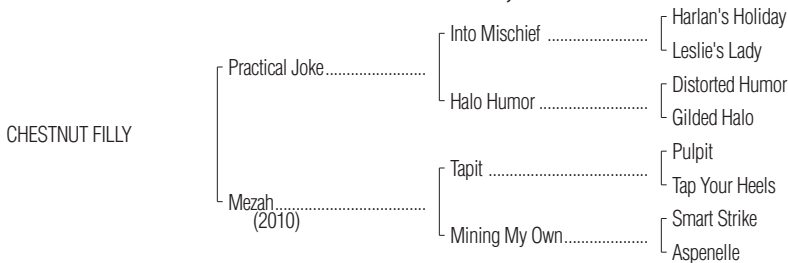 Harlan's Holiday
Into Mischief ............................
Leslie's Lady
Practical Joke............................
Distorted Humor
Halo Humor ............................
Gilded Halo
CHESTNUT FILLY
Pulpit
Tapit ............................
Tap Your Heels
Mezah............................
(2010)
Smart Strike
Mining My Own............................
Aspenelle